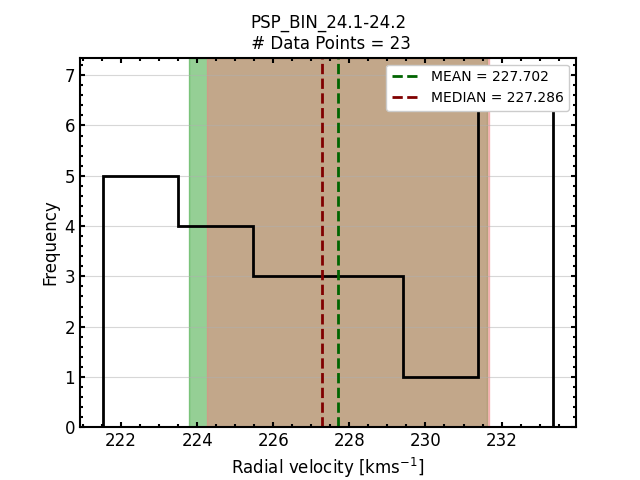 PSP_BIN_24.1-24.2
# Data Points = 23
MEAN = 227.702
MEDIAN = 227.286
7
6
5
4
3
2
1
0
Frequency
222 224 226 228 230 232
Radial velocity [kms⁻¹]